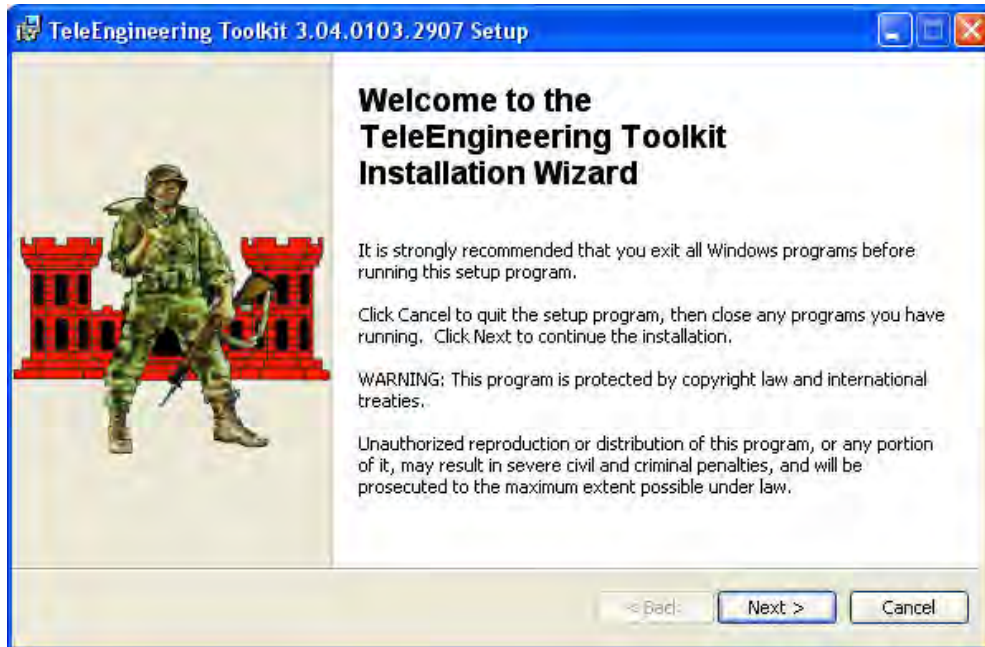 TeleEngineering Toolkit 3.04.0103.2907 Setup
Welcome to the
TeleEngineering Toolkit
Installation Wizard
It is strongly recommended that you exit all Windows programs before
running this setup program.
Click Cancel to quit the setup program, then close any programs you have
running. Click Next to continue the installation.
WARNING: This program is protected by copyright law and international
treaties.
Unauthorized reproduction or distribution of this program, or any portion
of it, may result in severe civil and criminal penalties, and will be
prosecuted to the maximum extent possible under law.
< Back
Next >
Cancel